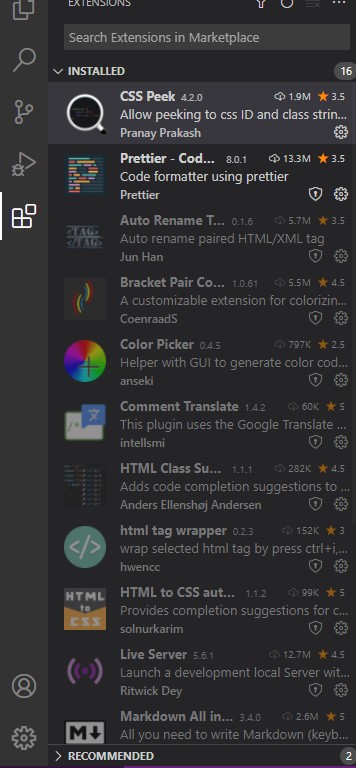 EXTENSIONS
Search Extensions in Marketplace
INSTALLED 16
CSS Peek 4.2.0 1.9M 3.5
Allow peeking to css ID and class strin...
Pranay Prakash
Prettier - Cod... 8.0.1 13.3M 3.5
Code formatter using prettier
Prettier
<TAG>
</TAG>
Auto Rename T... 0.1.6 5.7M 3.5
Auto rename paired HTML/XML tag
Jun Han
Bracket Pair Co... 1.0.61 5.5M 4.5
A customizable extension for colorizin...
CoenraadS
Color Picker 0.4.5 797K 2.5
Helper with GUI to generate color cod...
anseki
Comment Translate 1.4.2 60K 5
This plugin uses the Google Translate ...
intellsmi
HTML Class Su... 1.1.1 282K 4.5
Adds code completion suggestions to ...
Anders Ellenshøj Andersen
</>
html tag wrapper 0.2.3 152K 3
wrap selected html tag by press ctrl+i,...
hwencc
HTML
to
CSS
HTML to CSS aut... 1.1.2 99K 5
Provides completion suggestions for c...
solnurkarim
Live Server 5.6.1 12.7M 4.5
Launch a development local Server wit...
Ritwick Dey
M
Markdown All in... 3.4.0 2.6M 5
All you need to write Markdown (keyb...
RECOMMENDED 2